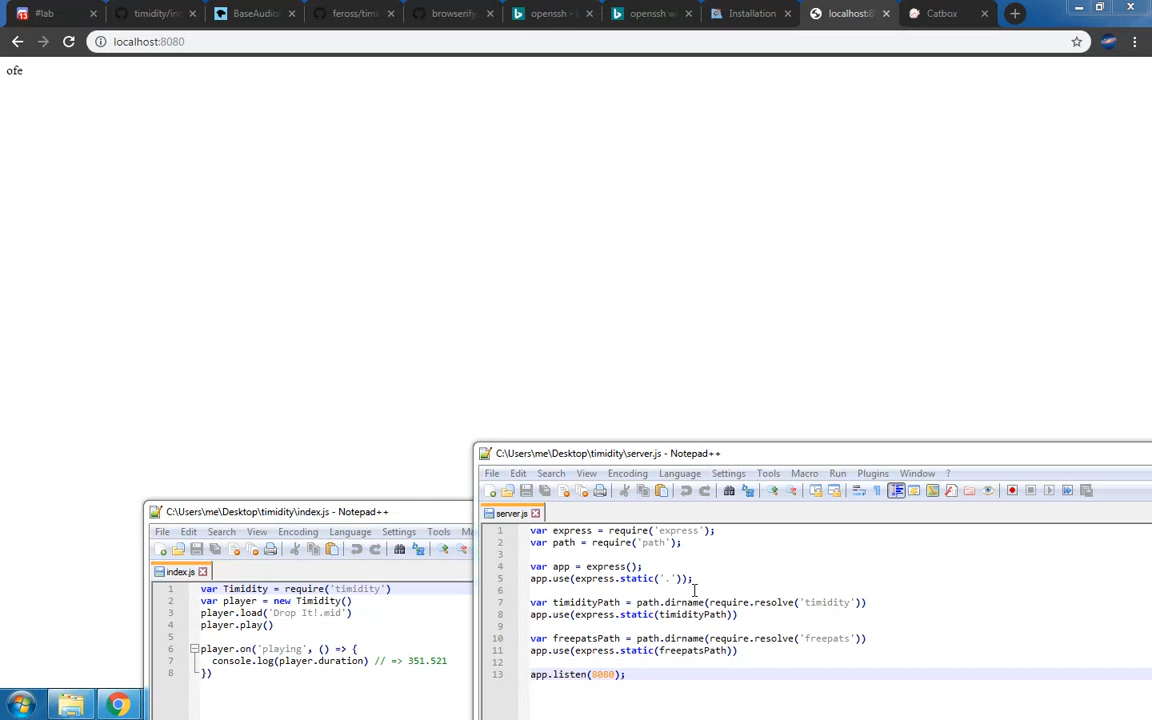 #lab
timidity/in
BaseAudio
feross/timi
browserify
openssh -
openssh w
Installation
localhost:8
Catbox
localhost:8080
ofe
C:\Users\me\Desktop\timidity\server.js - Notepad++
File Edit Search View Encoding Language Settings Tools Macro Run Plugins Window ?
server.js
1 var express = require('express');
2 var path = require('path');
3
4 var app = express();
5 app.use(express.static('.'));
6
7 var timidityPath = path.dirname(require.resolve('timidity'))
8 app.use(express.static(timidityPath))
9
10 var freepatsPath = path.dirname(require.resolve('freepats'))
11 app.use(express.static(freepatsPath))
12
13 app.listen(8080);
C:\Users\me\Desktop\timidity\index.js - Notepad++
File Edit Search View Encoding Language Settings Tools Ma
index.js
1 var Timidity = require('timidity')
2 var player = new Timidity()
3 player.load('Drop It!.mid')
4 player.play()
5
6 player.on('playing', () => {
7 console.log(player.duration) // => 351.521
8 })